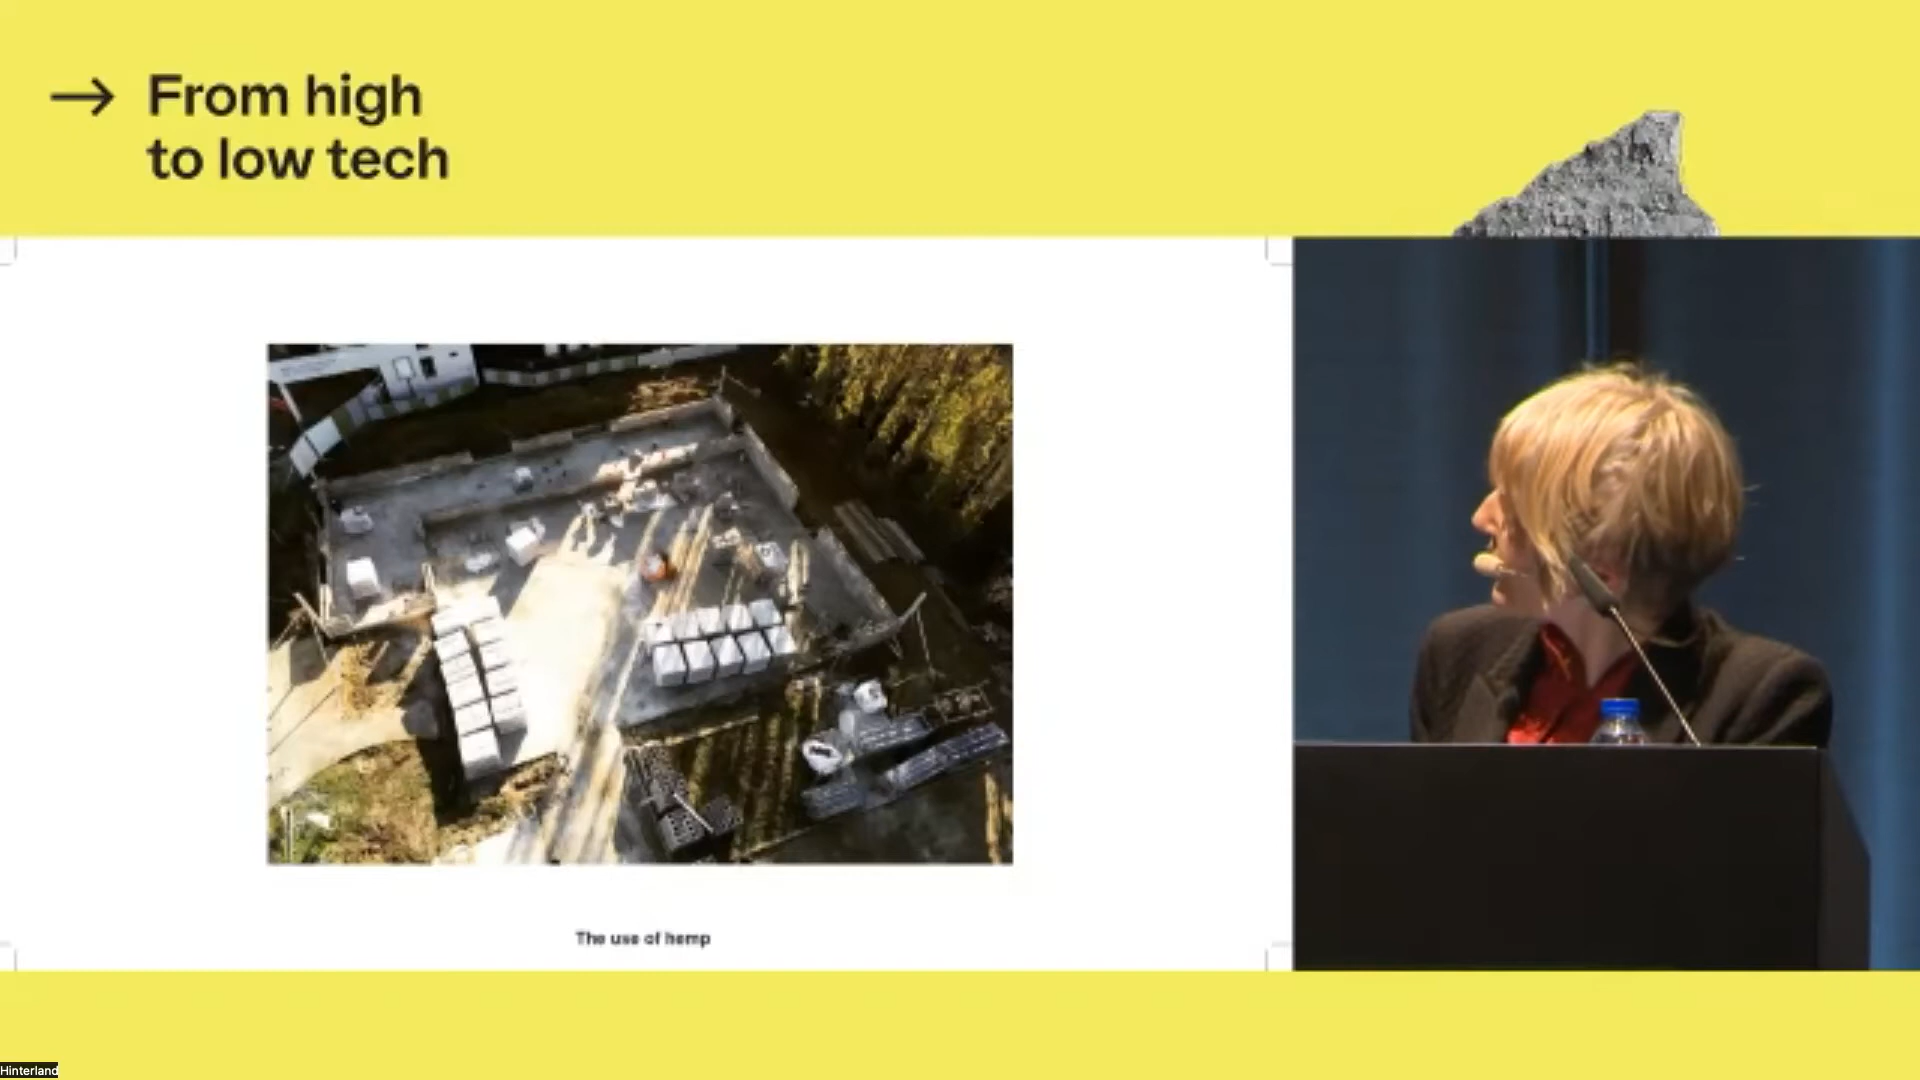 → From high
to low tech
The use of hemp
Hinterland